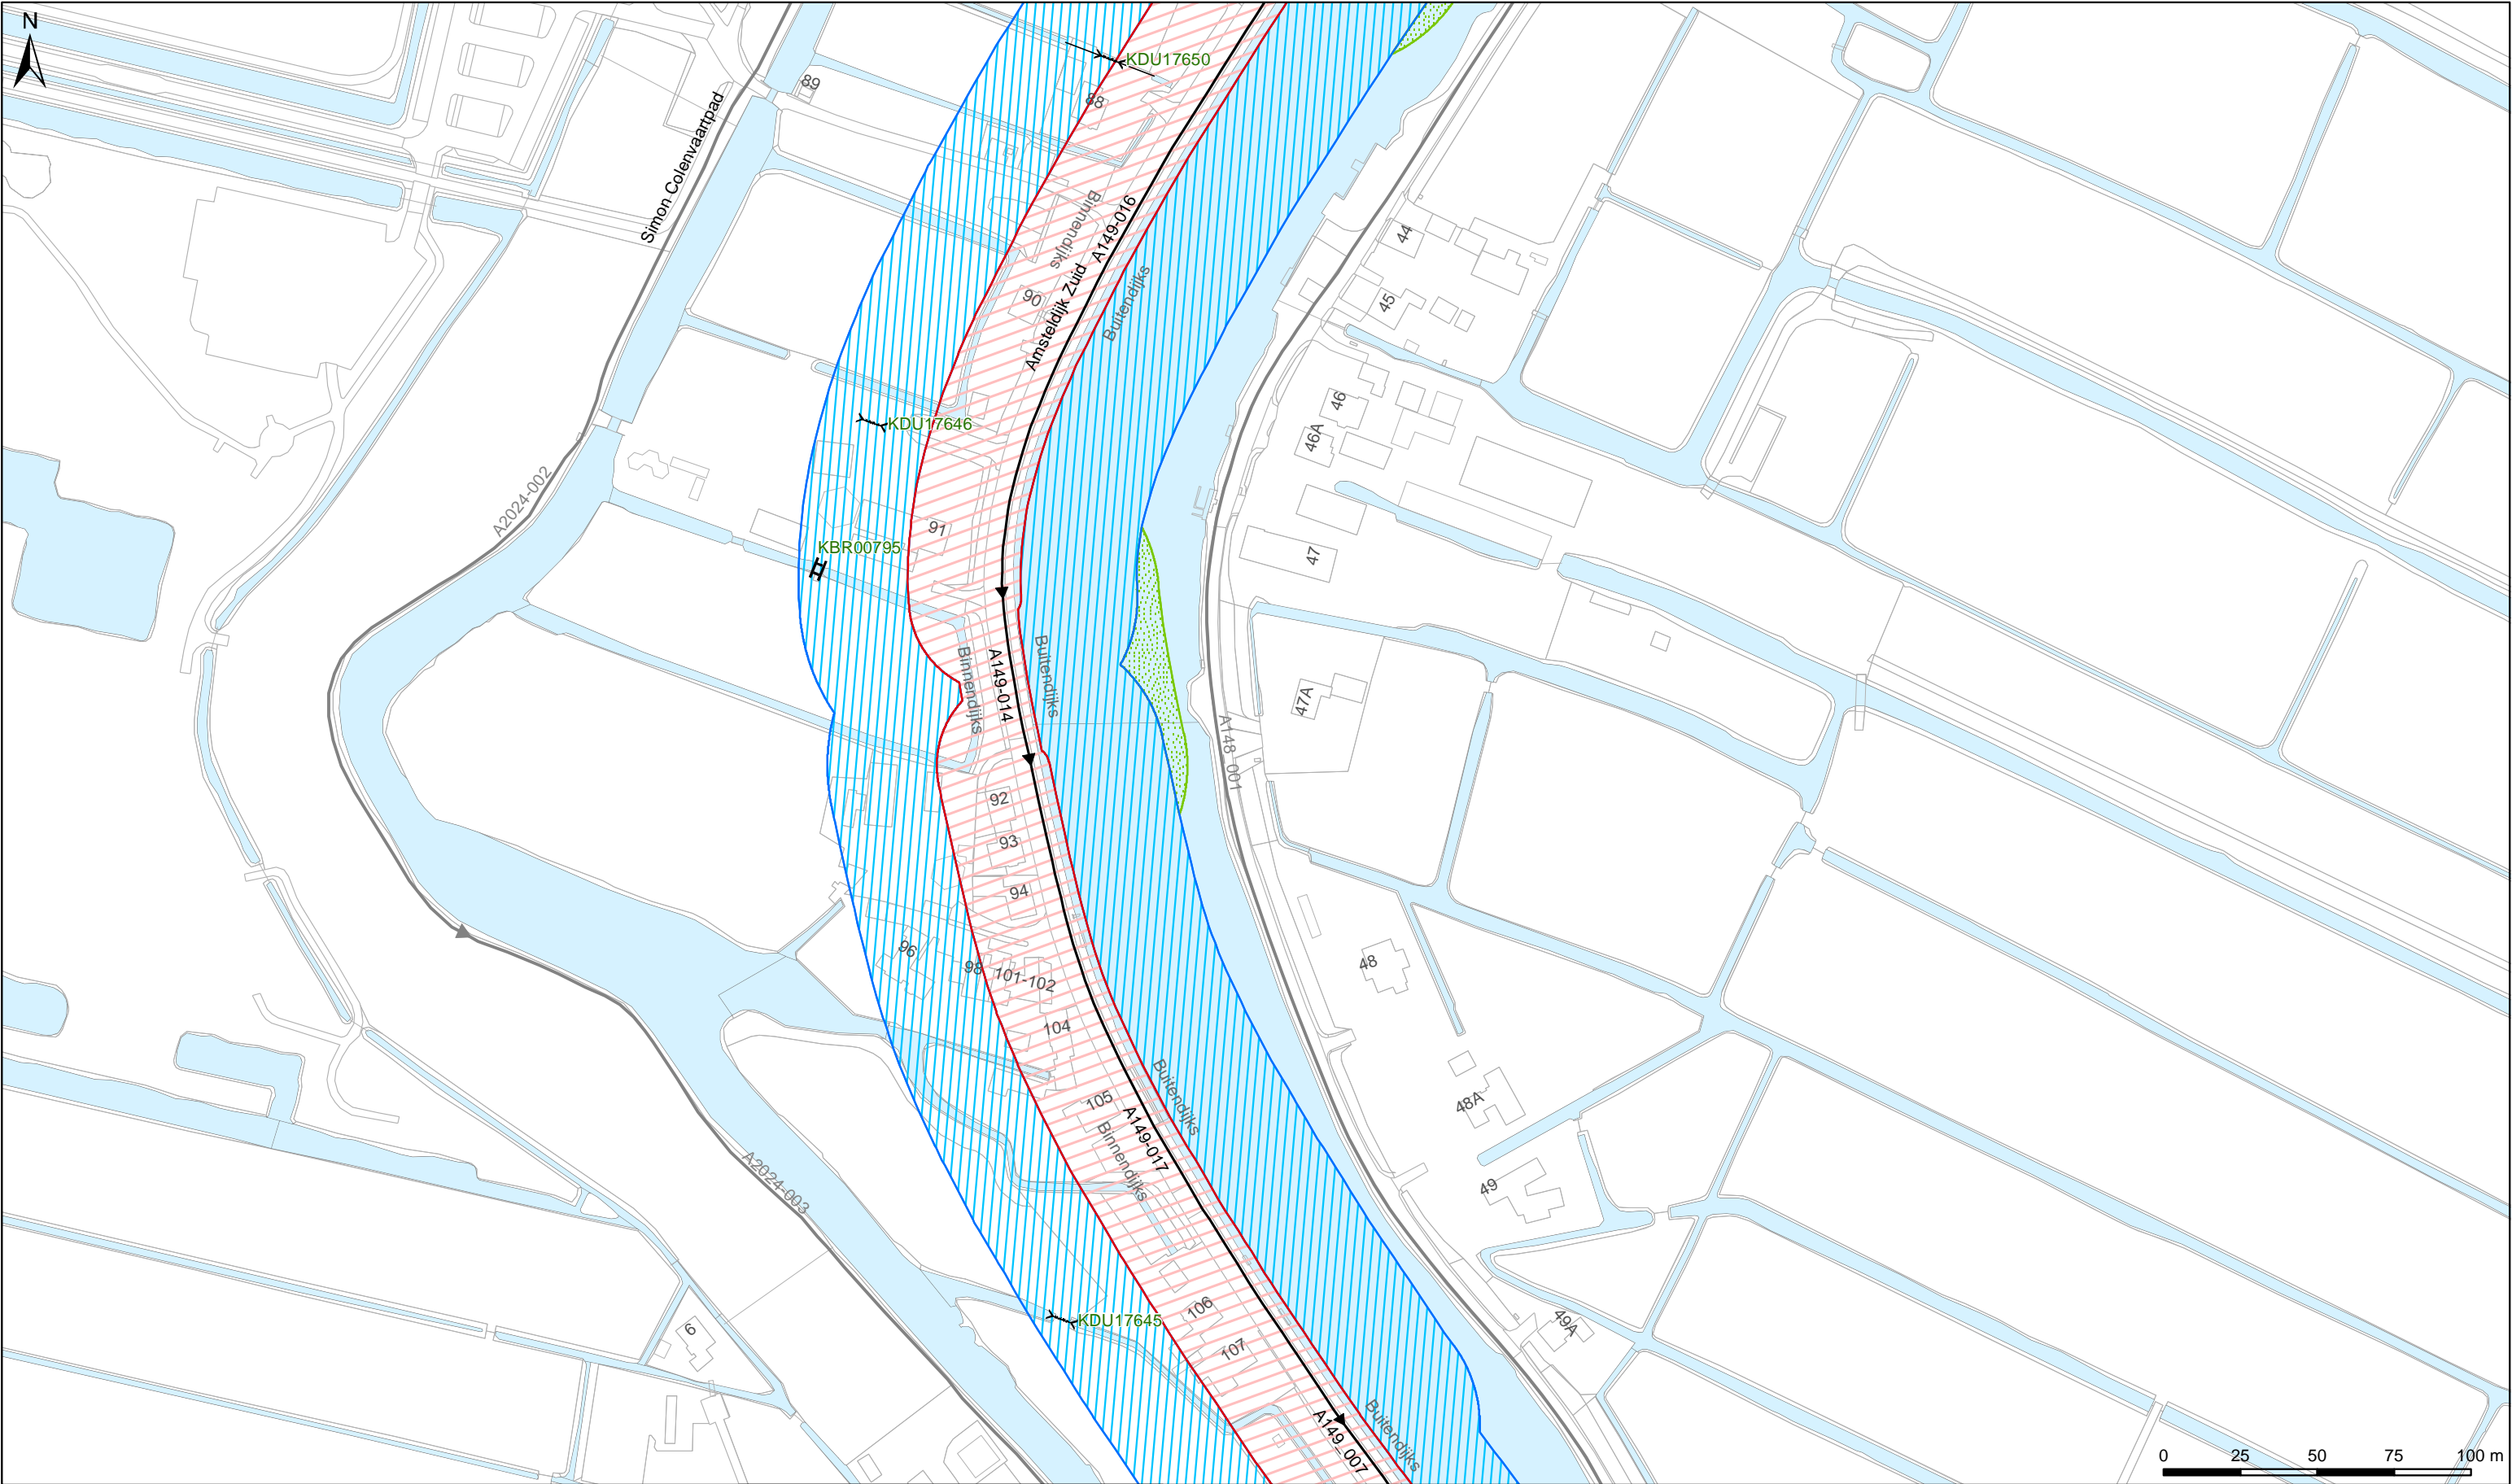 N
KDU17650
89
88
Simon Colenvaartpad
Binnendijks
A149-016
44
Amsteldijk Zuid
Buitendijks
90
45
46
KDU17646
46A
A2024-002
91
KBR00795
47
Binnendijks
A149-014
Buitendijks
47A
A148_001
92
93
94
96
98
101-102
48
104
105
Buitendijks
48A
A149-017
Binnendijks
A2024-003
49
106
KDU17645
6
107
49A
Buitendijks
A149_007
0 25 50 75 100 m